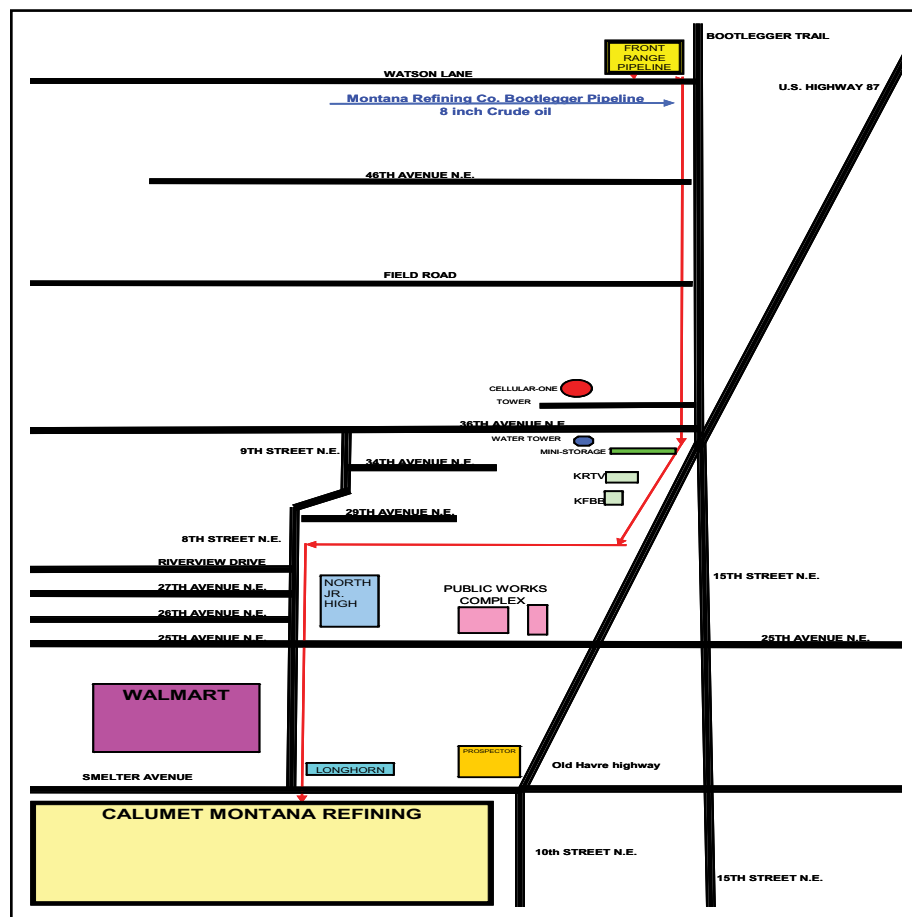 FRONT
RANGE
PIPELINE
BOOTLEGGER TRAIL
WATSON LANE
U.S. HIGHWAY 87
Montana Refining Co. Bootlegger Pipeline
8 inch Crude oil
46TH AVENUE N.E.
FIELD ROAD
CELLULAR-ONE
TOWER
36TH AVENUE N.E.
WATER TOWER
9TH STREET N.E.
MINI-STORAGE
34TH AVENUE N.E.
KRTV
KFBB
29TH AVENUE N.E.
8TH STREET N.E.
RIVERVIEW DRIVE
15TH STREET N.E.
27TH AVENUE N.E.
NORTH
JR.
HIGH
PUBLIC WORKS
COMPLEX
26TH AVENUE N.E.
25TH AVENUE N.E.
25TH AVENUE N.E.
WALMART
PROSPECTOR
Old Havre highway
LONGHORN
SMELTER AVENUE
CALUMET MONTANA REFINING
10th STREET N.E.
15TH STREET N.E.